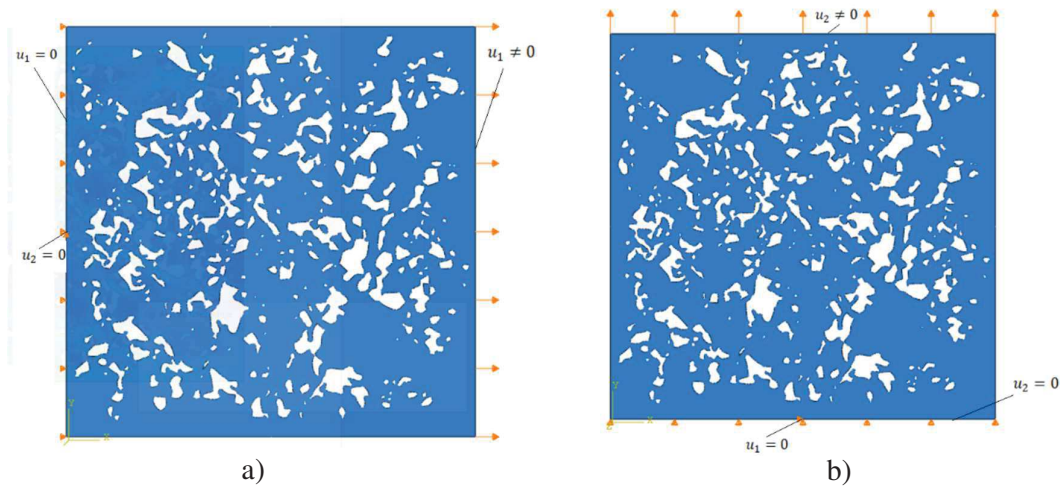 u₁ = 0
u₁ ≠ 0
u₂ = 0
Y
X
Z
a)
u₂ ≠ 0
u₂ = 0
u₁ = 0
Y
X
Z
b)